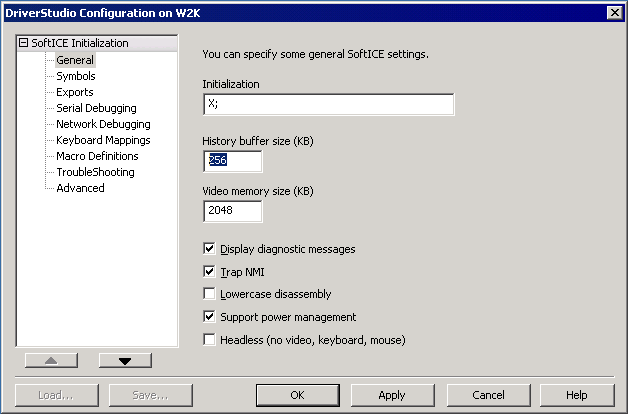 DriverStudio Configuration on W2K
SoftICE Initialization
General
Symbols
Exports
Serial Debugging
Network Debugging
Keyboard Mappings
Macro Definitions
TroubleShooting
Advanced
You can specify some general SoftICE settings.
Initialization
X;
History buffer size (KB)
256
Video memory size (KB)
2048
Display diagnostic messages
Trap NMI
Lowercase disassembly
Support power management
Headless (no video, keyboard, mouse)
Load... Save... OK Apply Cancel Help